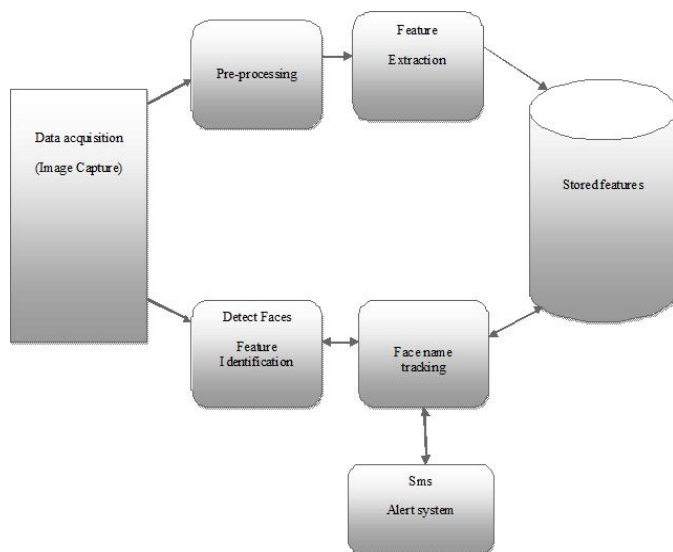 Feature
Extraction
Pre-processing
Data acquisition
(Image Capture)
Stored features
Detect Faces
Feature
Identification
Face name
tracking
Sms
Alert system